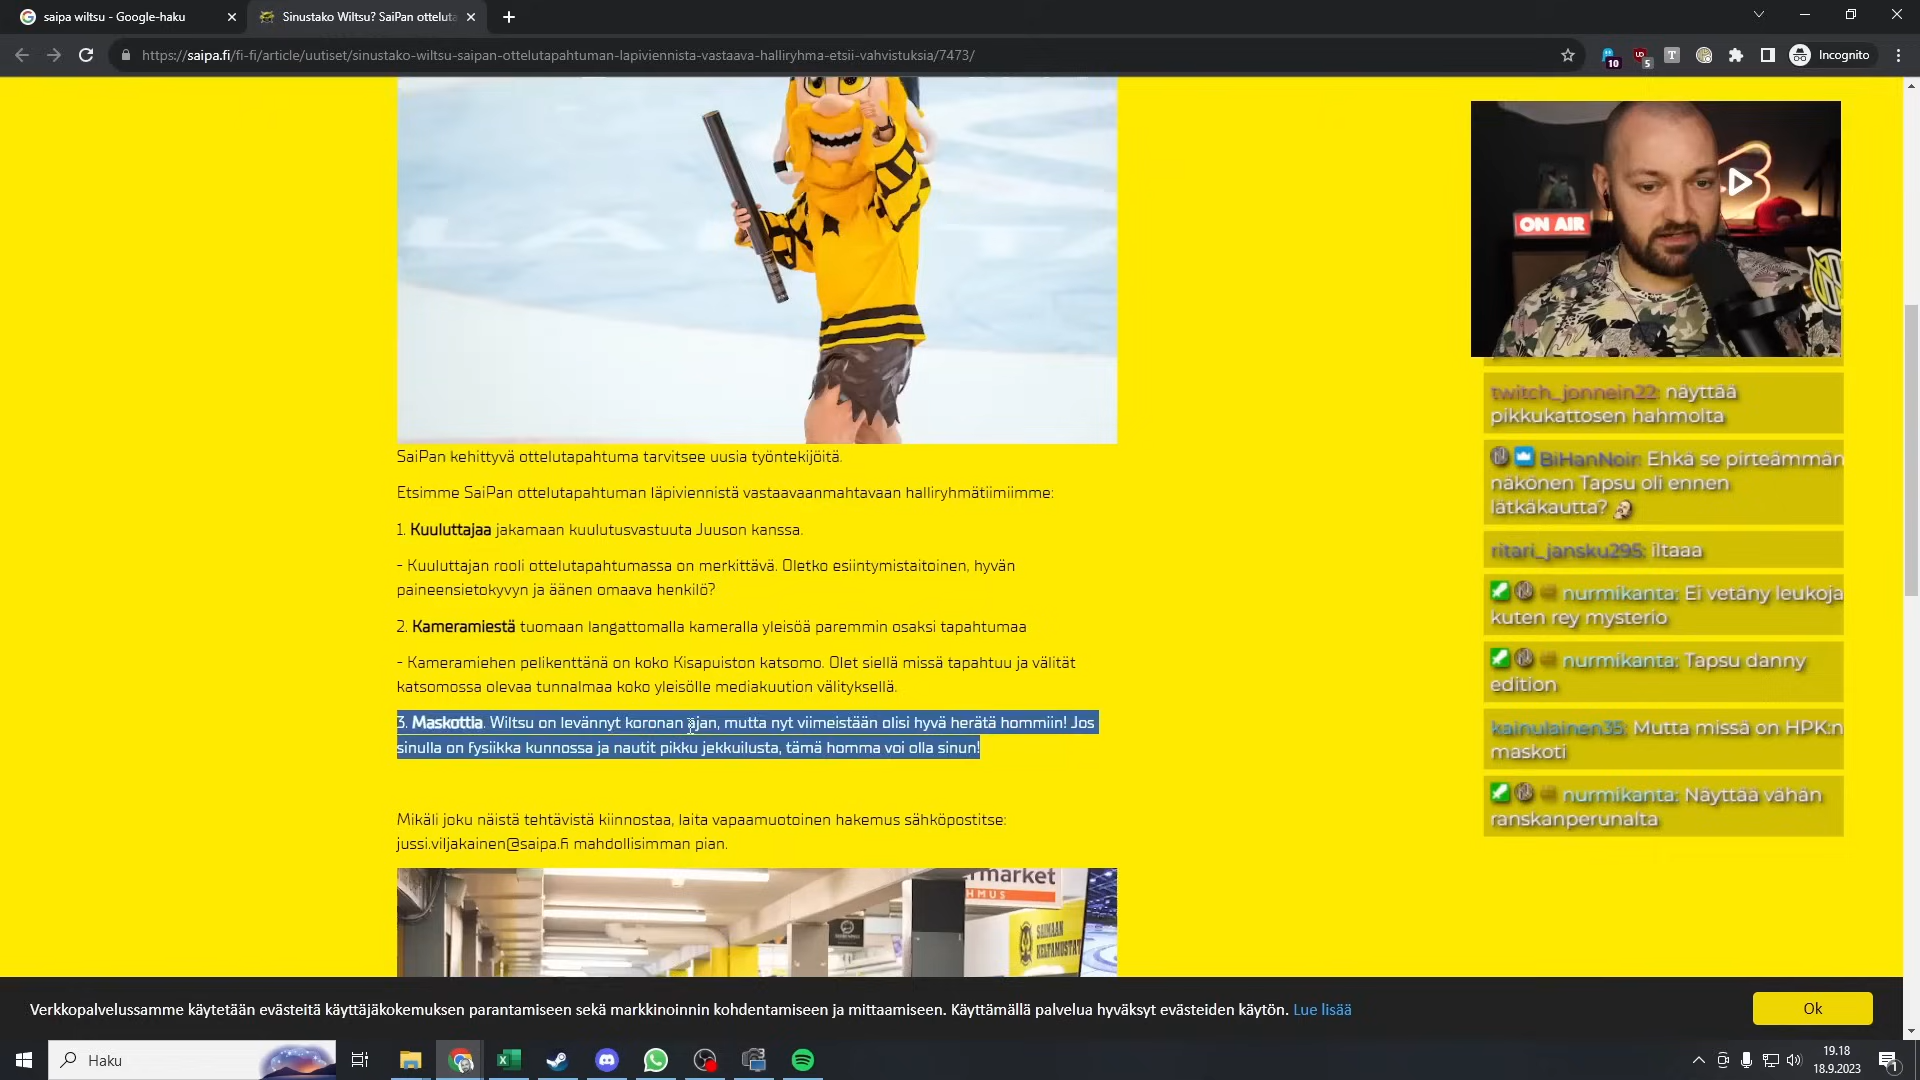 saipa wiltsu - Google-haku
Sinustako Wiltsu? SaiPan ottelut
https://saipa.fi/fi-fi/article/uutiset/sinustako-wiltsu-saipan-ottelutapahtuman-lapiviennista-vastaava-halliryhma-etsii-vahvistuksia/7473/
10
5
T
Incognito
ON AIR
SaiPan kehittyvä ottelutapahtuma tarvitsee uusia työntekijöitä.
Etsimme SaiPan ottelutapahtuman läpiviennistä vastaavaanmahtavaan halliryhmätiimiimme:
1. Kuuluttajaa jakamaan kuulutusvastuuta Juuson kanssa.
- Kuuluttajan rooli ottelutapahtumassa on merkittävä. Oletko esiintymistaitoinen, hyvän
paineensietokyvyn ja äänen omaava henkilö?
2. Kameramiestä tuomaan langattomalla kameralla yleisöä paremmin osaksi tapahtumaa
- Kameramiehen pelikenttänä on koko Kisapuiston katsomo. Olet siellä missä tapahtuu ja välität
katsomossa olevaa tunnalmaa koko yleisölle mediakuution välityksellä.
3. Maskottia. Wiltsu on levännyt koronan ajan, mutta nyt viimeistään olisi hyvä herätä hommiin! Jos
sinulla on fysiikka kunnossa ja nautit pikku jekkuilusta, tämä homma voi olla sinun!
Mikäli joku näistä tehtävistä kiinnostaa, laita vapaamuotoinen hakemus sähköpostitse:
jussi.viljakainen@saipa.fi mahdollisimman pian.
twitch_jonnein22: näyttää
pikkukattosen hahmolta
BiHanNoir: Ehkä se pirteämmän
näkönen Tapsu oli ennen
lätkäkautta?
ritari_jansku295: iltaaa
nurmikanta: Ei vetäny leukoja
kuten rey mysterio
nurmikanta: Tapsu danny
edition
kainulainen35: Mutta missä on HPK:n
maskoti
nurmikanta: Näyttää vähän
ranskanperunalta
ermarket
HMUS
SAIMAAN
KELTAMUSTAT
Verkkopalvelussamme käytetään evästeitä käyttäjäkokemuksen parantamiseen sekä markkinoinnin kohdentamiseen ja mittaamiseen. Käyttämällä palvelua hyväksyt evästeiden käytön. Lue lisää
Ok
Haku
19.18
18.9.2023
1